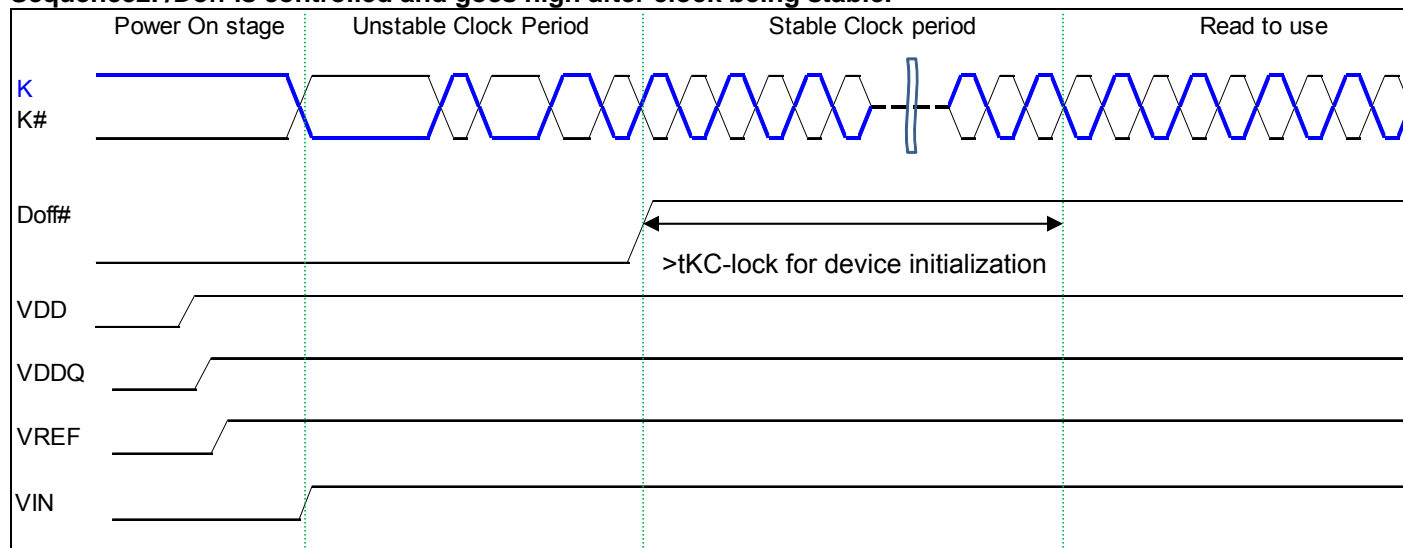 Sequence2. /Doff is controlled and goes high after clock being stable.
Power On stage Unstable Clock Period Stable Clock period Read to use
K
K#
Doff#
>tKC-lock for device initialization
VDD
VDDQ
VREF
VIN